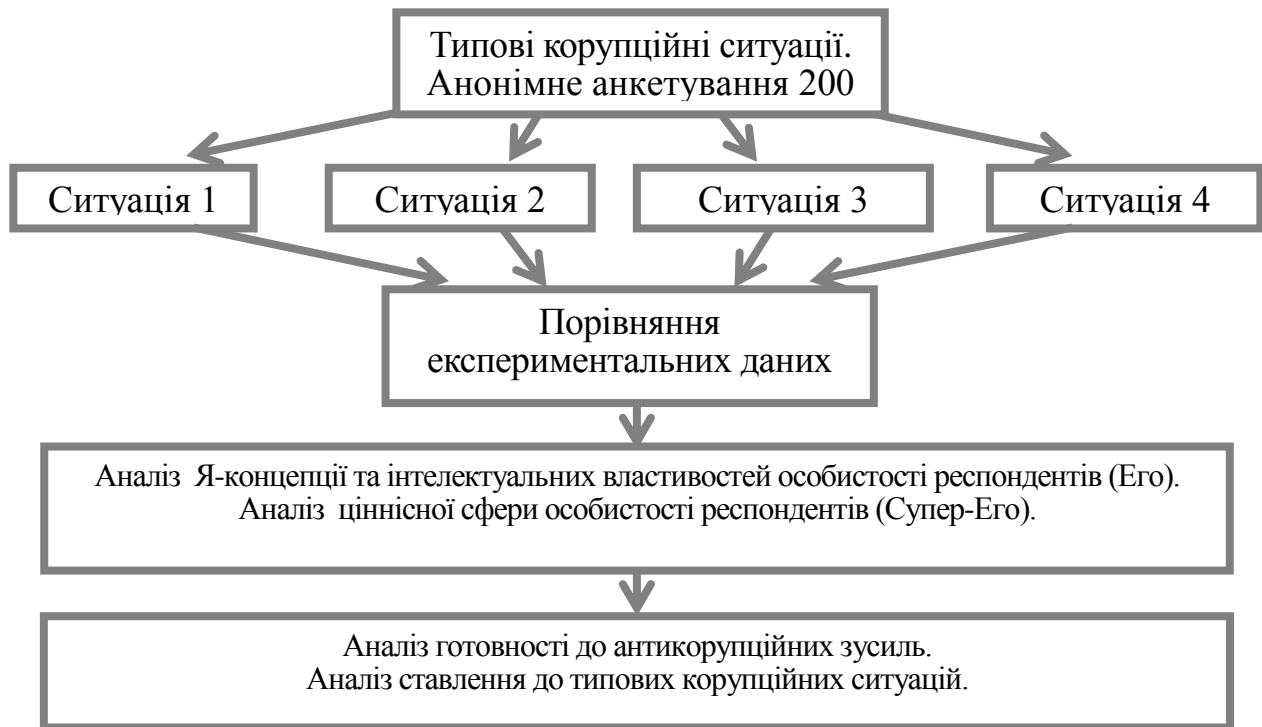 Типові корупційні ситуації.
Анонімне анкетування 200
Ситуація 1
Ситуація 2
Ситуація 3
Ситуація 4
Порівняння
експериментальних даних
Аналіз Я-концепції та інтелектуальних властивостей особистості респондентів (Его).
Аналіз ціннісної сфери особистості респондентів (Супер-Его).
Аналіз готовності до антикорупційних зусиль.
Аналіз ставлення до типових корупційних ситуацій.